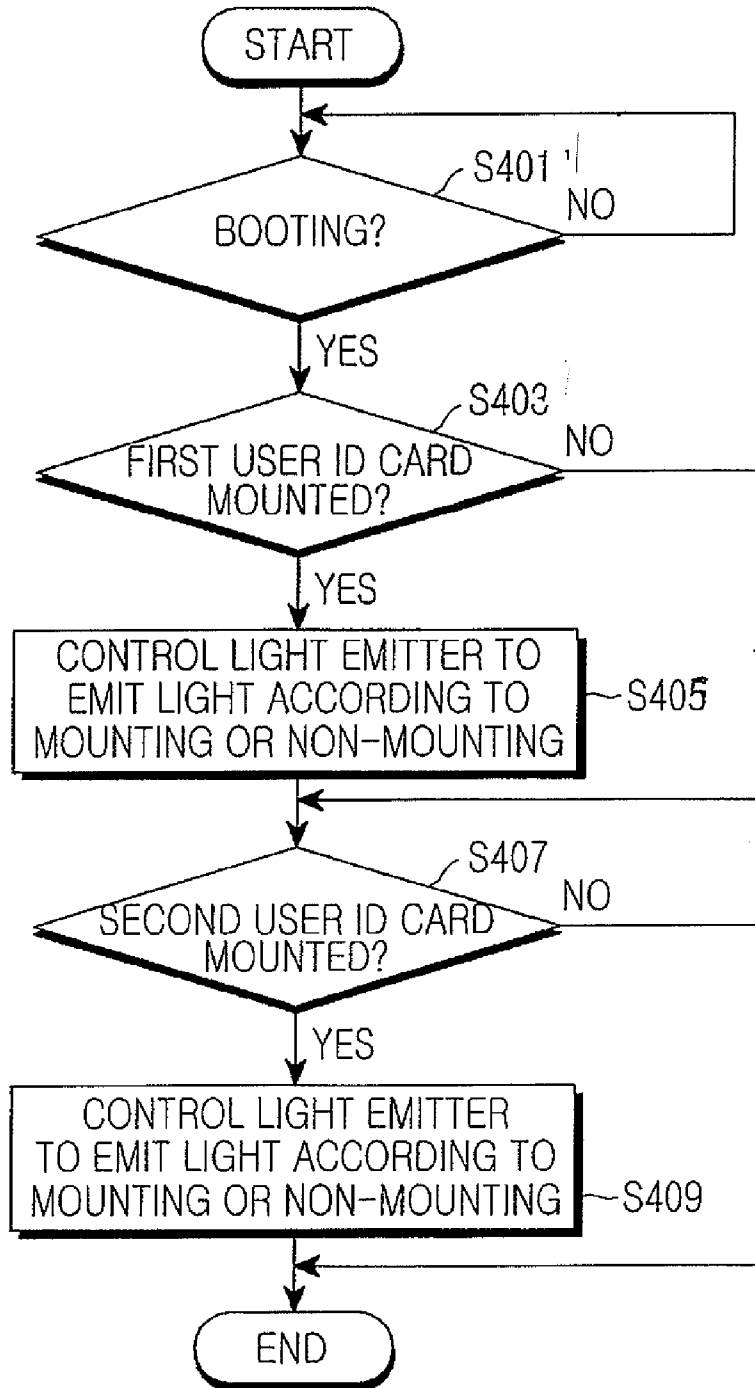 START
S401
BOOTING?
NO
YES
S403
FIRST USER ID CARD
MOUNTED?
NO
YES
CONTROL LIGHT EMITTER TO
EMIT LIGHT ACCORDING TO
MOUNTING OR NON-MOUNTING
S405
S407
SECOND USER ID CARD
MOUNTED?
NO
YES
CONTROL LIGHT EMITTER
TO EMIT LIGHT ACCORDING TO
MOUNTING OR NON-MOUNTING
S409
END